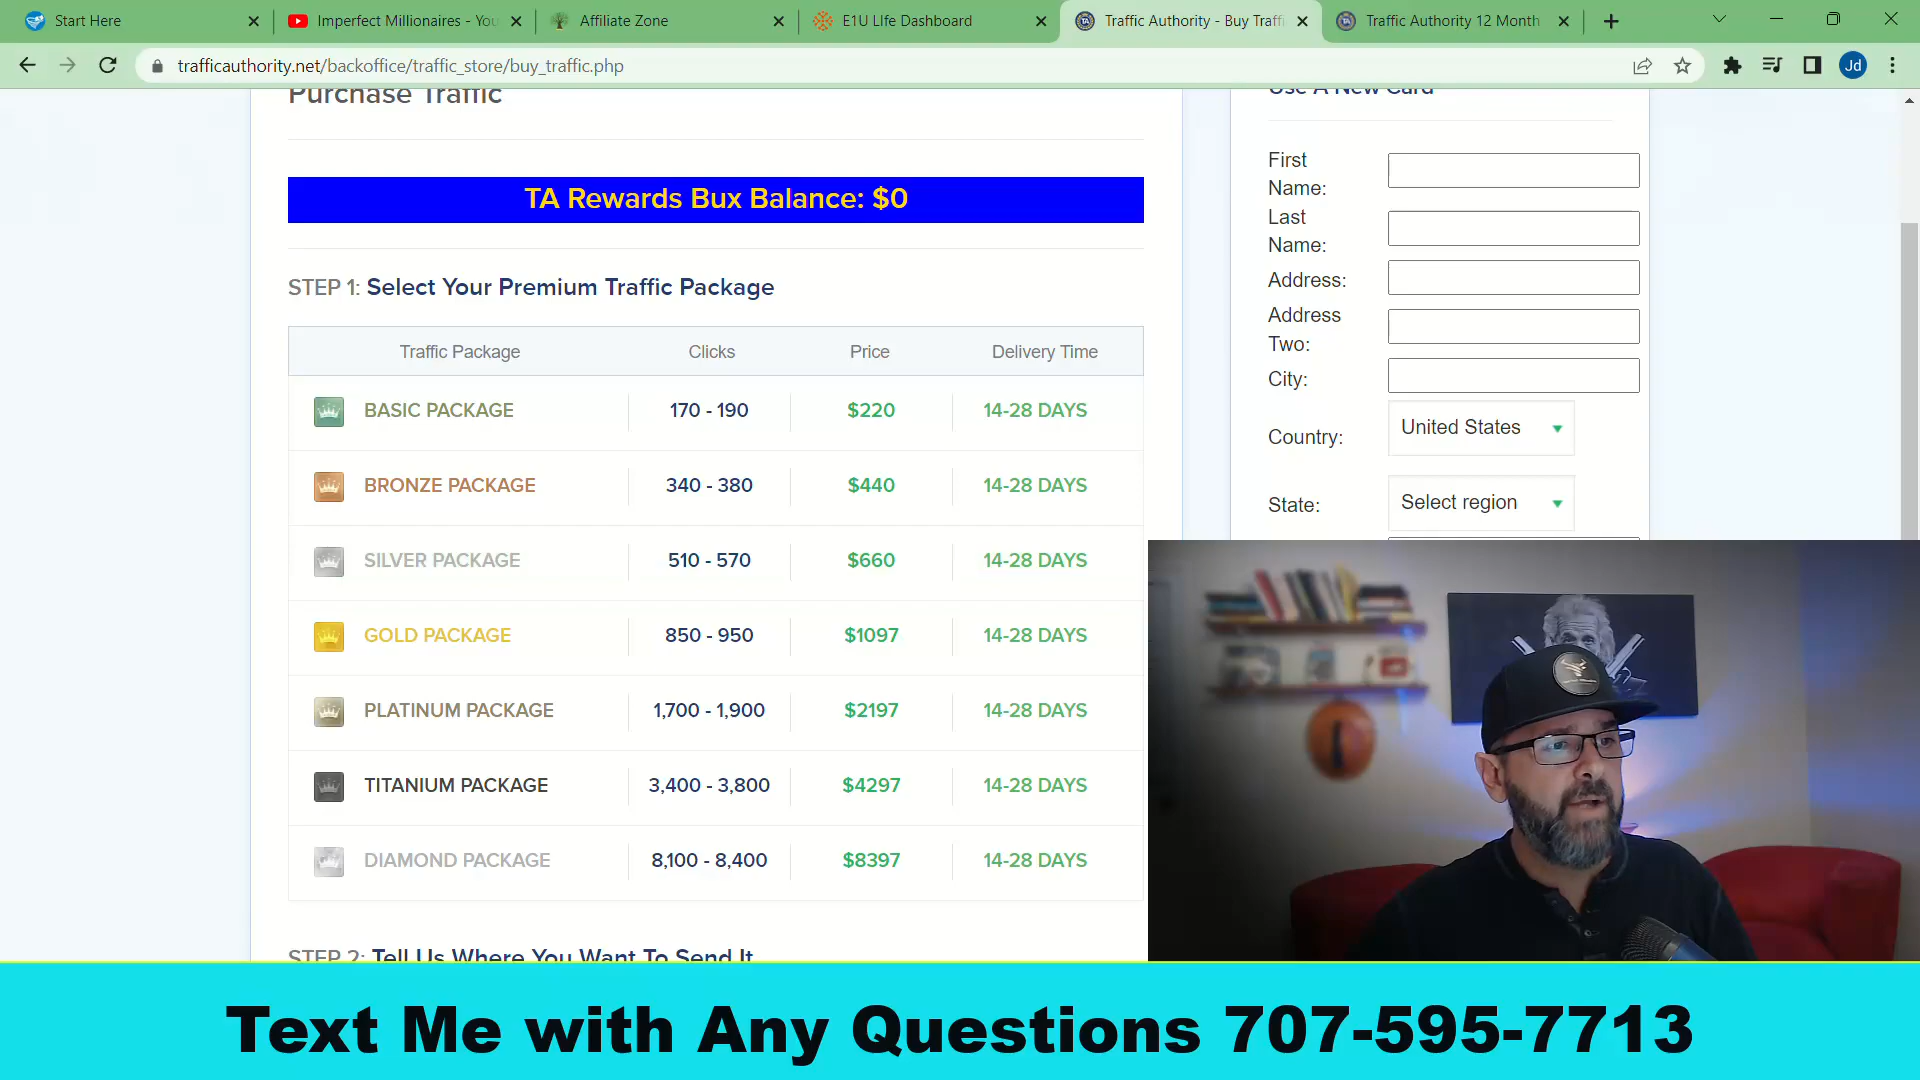 Start Here
Imperfect Millionaires - You
Affiliate Zone
E1U LIfe Dashboard
Traffic Authority - Buy Traffi
Traffic Authority 12 Month
trafficauthority.net/backoffice/traffic_store/buy_traffic.php
Jd
Purchase Traffic
TA Rewards Bux Balance: $0
STEP 1: Select Your Premium Traffic Package
Traffic Package Clicks Price Delivery Time
BASIC PACKAGE 170 - 190 $220 14-28 DAYS
BRONZE PACKAGE 340 - 380 $440 14-28 DAYS
SILVER PACKAGE 510 - 570 $660 14-28 DAYS
GOLD PACKAGE 850 - 950 $1097 14-28 DAYS
PLATINUM PACKAGE 1,700 - 1,900 $2197 14-28 DAYS
TITANIUM PACKAGE 3,400 - 3,800 $4297 14-28 DAYS
DIAMOND PACKAGE 8,100 - 8,400 $8397 14-28 DAYS
STEP 2: Tell Us Where You Want To Send It
Use A New Card
First
Name:
Last
Name:
Address:
Address
Two:
City:
Country: United States
State: Select region
Text Me with Any Questions 707-595-7713